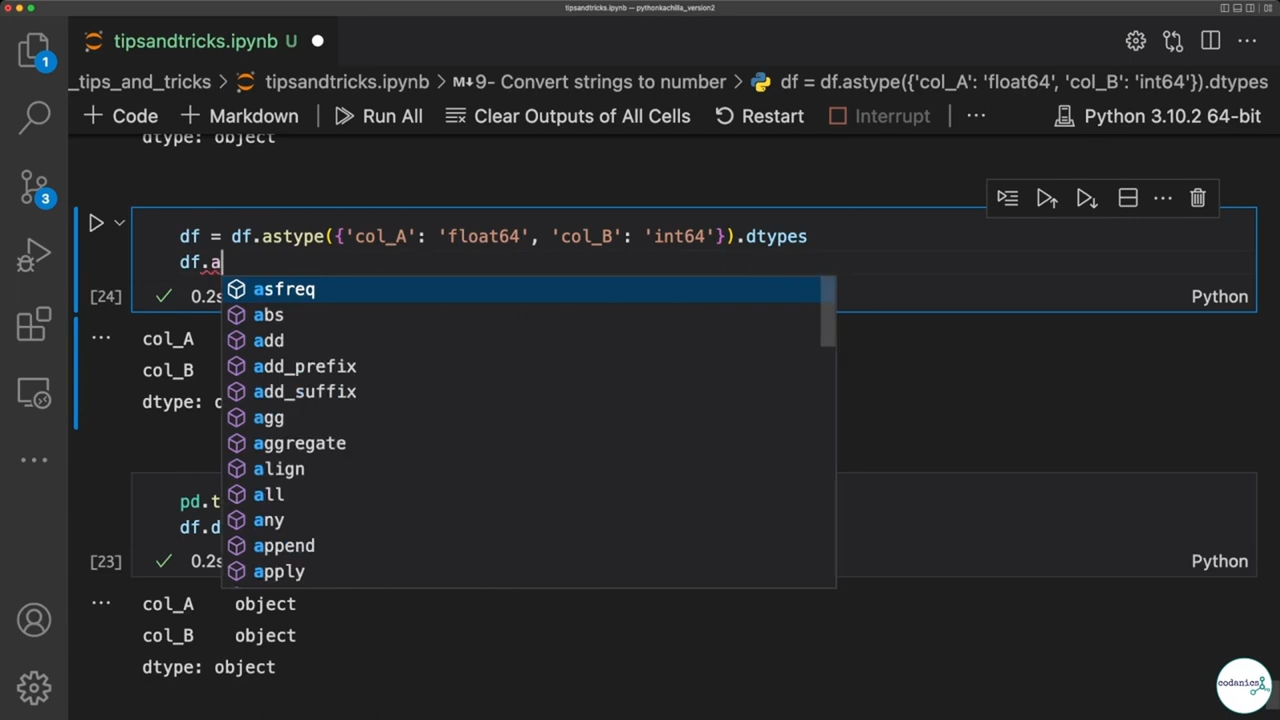 tipsandtricks.ipynb — pythonkachilla_version2
tipsandtricks.ipynb U
_tips_and_tricks > tipsandtricks.ipynb > M↓9- Convert strings to number > df = df.astype({'col_A': 'float64', 'col_B': 'int64'}).dtypes
+ Code + Markdown Run All Clear Outputs of All Cells Restart Interrupt ... Python 3.10.2 64-bit
dtype: object
1
3
df = df.astype({'col_A': 'float64', 'col_B': 'int64'}).dtypes
df.a
[24] 0.2s Python
asfreq
abs
add
add_prefix
add_suffix
agg
aggregate
align
all
any
append
apply
col_A
col_B
dtype:
pd.t
df.d
[23] 0.2s Python
col_A object
col_B object
dtype: object
codanics